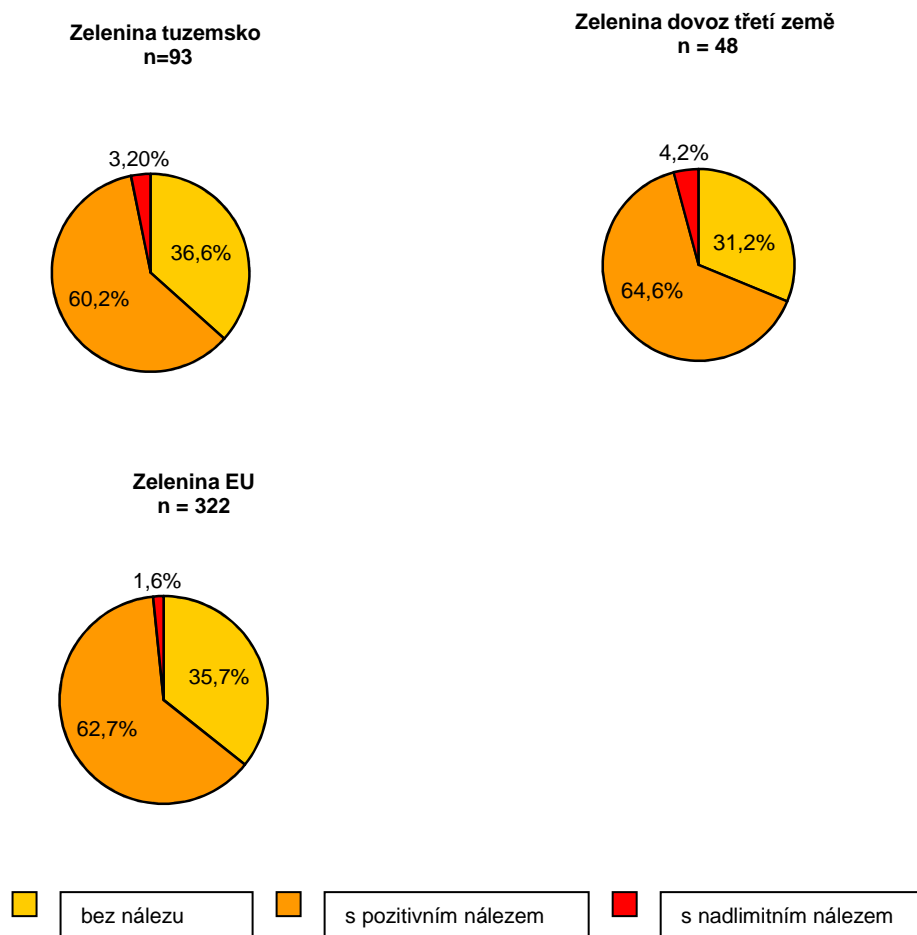 Zelenina tuzemsko
n=93
3,20%
36,6%
60,2%
Zelenina dovoz třetí země
n = 48
4,2%
31,2%
64,6%
Zelenina EU
n = 322
1,6%
35,7%
62,7%
bez nálezu
s pozitivním nálezem
s nadlimitním nálezem